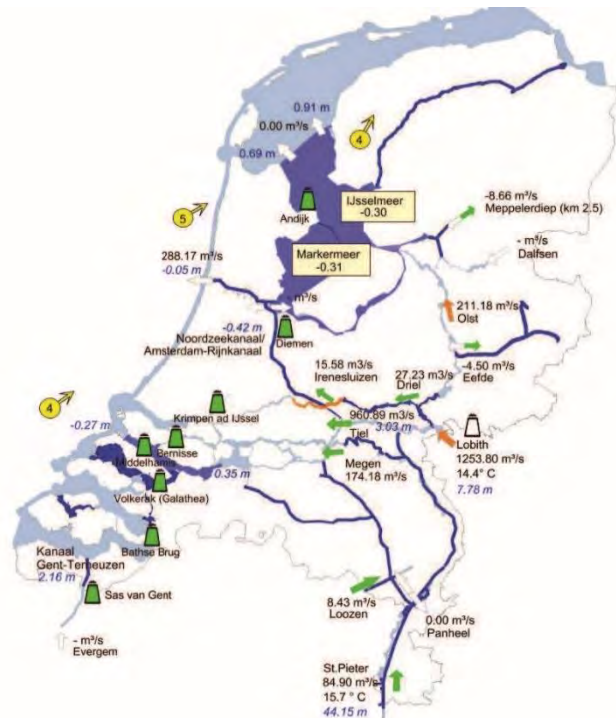 0.91 m
0.00 m³/s
4
0.69 m
IJsselmeer
-0.30
-8.66 m³/s
Meppelerdiep (km 2.5)
Andijk
5
- m³/s
Dalfsen
Markermeer
-0.31
288.17 m³/s
-0.05 m
- m³/s
211.18 m³/s
Olst
-0.42 m
Diemen
Noordzeekanaal/
Amsterdam-Rijnkanaal
-4.50 m³/s
Eefde
15.58 m3/s
Irenesluizen
27.23 m3/s
Driel
4
Krimpen ad IJssel
960.89 m3/s
3.03 m
Tiel
-0.27 m
Bernisse
Middelharnis
Lobith
1253.80 m³/s
14.4° C
7.78 m
0.35 m
Megen
174.18 m³/s
Volkerak (Galathea)
Kanaal
Gent-Terneuzen
2.16 m
Bathse Brug
Sas van Gent
8.43 m³/s
Loozen
0.00 m³/s
Panheel
- m³/s
Evergem
St.Pieter
84.90 m³/s
15.7 ° C
44.15 m